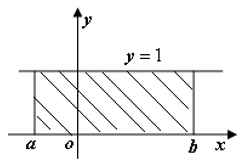 y
y = 1
a o b x